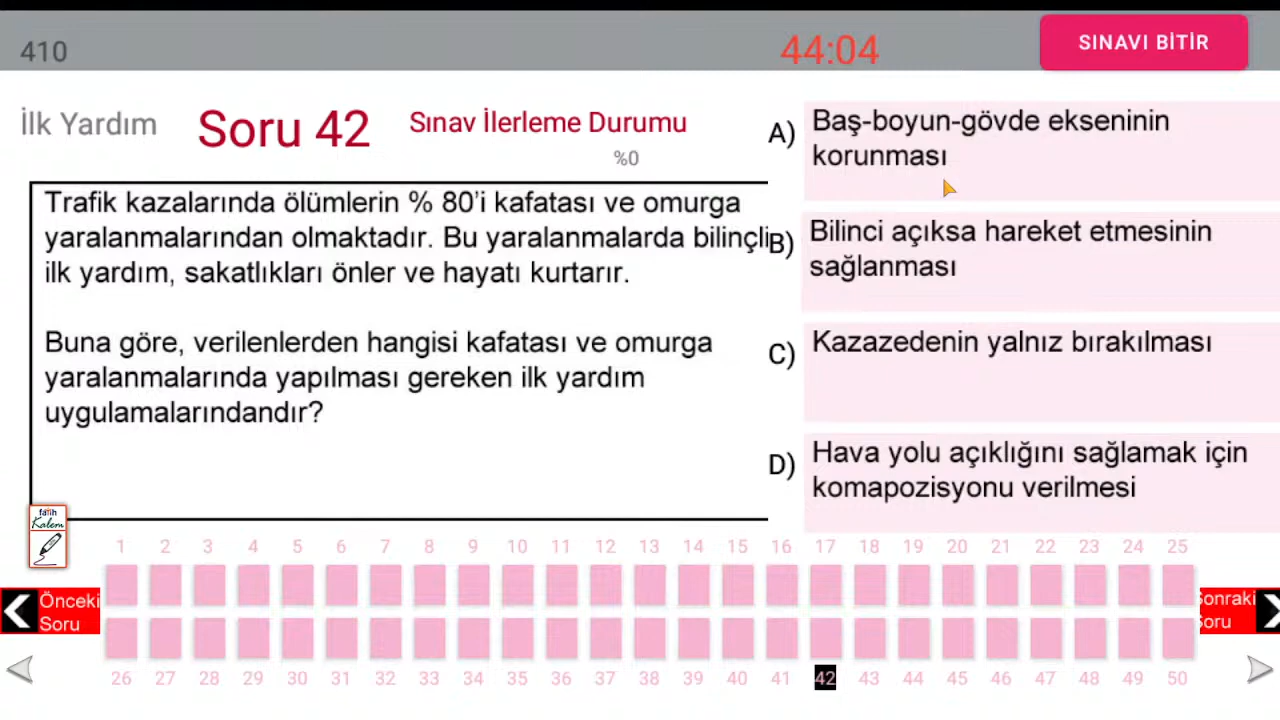 410
44:04
SINAVI BİTİR
İlk Yardım
Soru 42
Sınav İlerleme Durumu
%0
Trafik kazalarında ölümlerin % 80’i kafatası ve omurga
yaralanmalarından olmaktadır. Bu yaralanmalarda bilinçli
ilk yardım, sakatlıkları önler ve hayatı kurtarır.
Buna göre, verilenlerden hangisi kafatası ve omurga
yaralanmalarında yapılması gereken ilk yardım
uygulamalarındandır?
A) Baş-boyun-gövde ekseninin
korunması
B) Bilinci açıksa hareket etmesinin
sağlanması
C) Kazazedenin yalnız bırakılması
D) Hava yolu açıklığını sağlamak için
komapozisyonu verilmesi
fatih
Kalem
1 2 3 4 5 6 7 8 9 10 11 12 13 14 15 16 17 18 19 20 21 22 23 24 25
Önceki
Soru
Sonraki
Soru
26 27 28 29 30 31 32 33 34 35 36 37 38 39 40 41 42 43 44 45 46 47 48 49 50